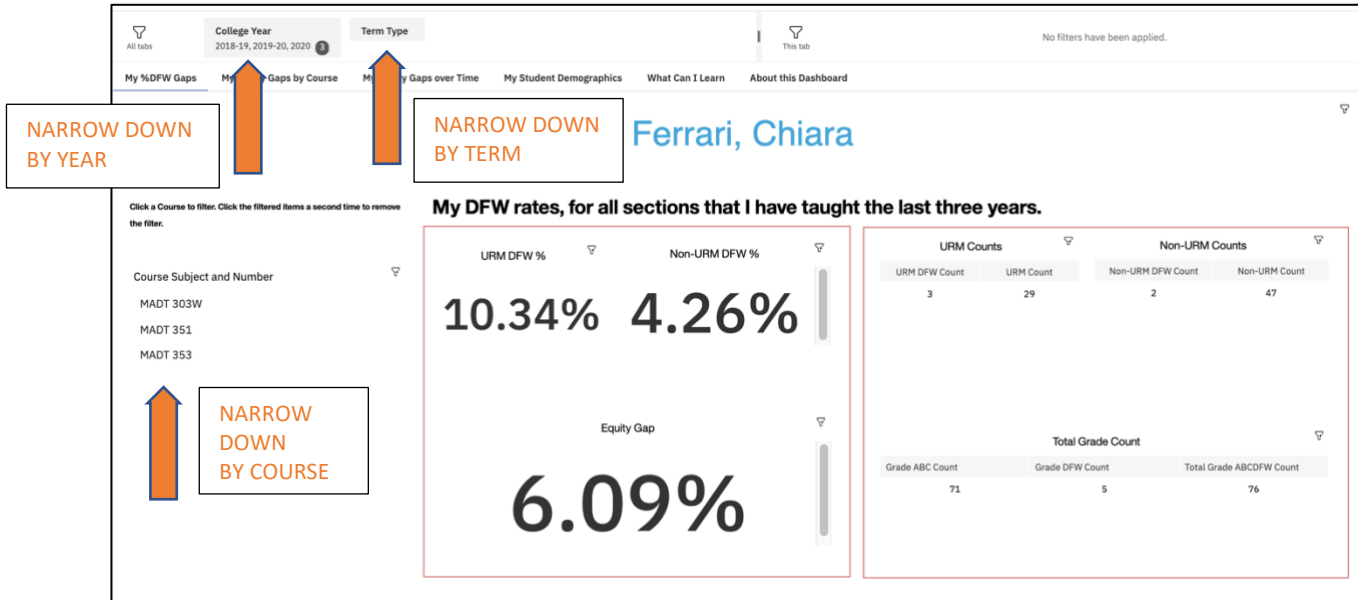 All tabs
College Year
2018-19, 2019-20, 2020 3
Term Type
This tab
No filters have been applied.
My %DFW Gaps
My Gaps by Course
My y Gaps over Time
My Student Demographics
What Can I Learn
About this Dashboard
NARROW DOWN
BY YEAR
NARROW DOWN
BY TERM
Ferrari, Chiara
Click a Course to filter. Click the filtered items a second time to remove
the filter.
Course Subject and Number
MADT 303W
MADT 351
MADT 353
NARROW
DOWN
BY COURSE
My DFW rates, for all sections that I have taught the last three years.
URM DFW %
Non-URM DFW %
10.34%
4.26%
Equity Gap
6.09%
URM Counts
Non-URM Counts
URM DFW Count
URM Count
Non-URM DFW Count
Non-URM Count
3
29
2
47
Total Grade Count
Grade ABC Count
Grade DFW Count
Total Grade ABCDFW Count
71
5
76